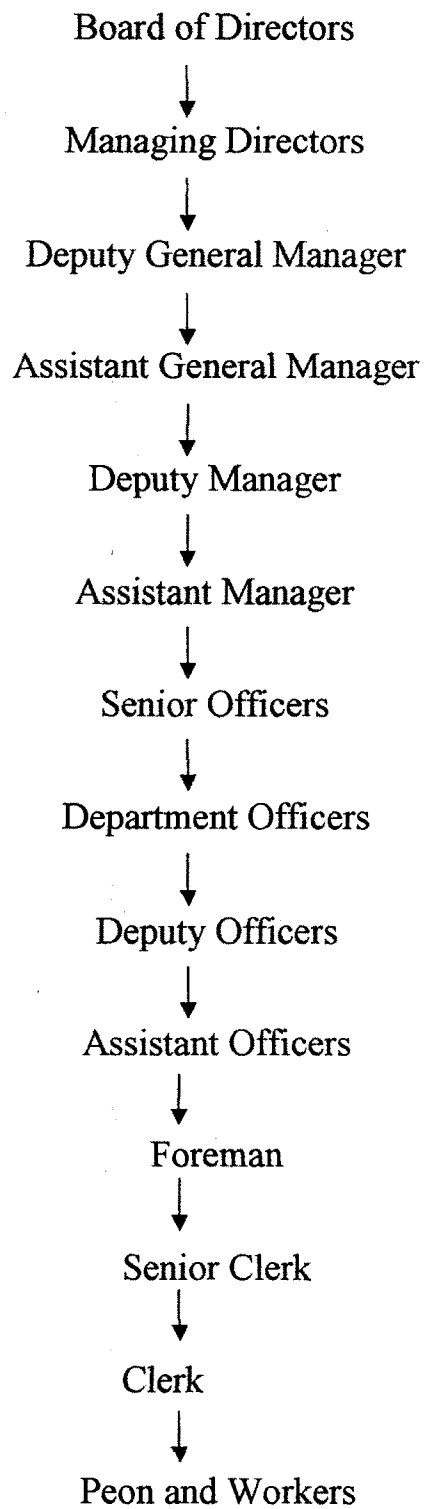 Board of Directors
Managing Directors
Deputy General Manager
Assistant General Manager
Deputy Manager
Assistant Manager
Senior Officers
Department Officers
Deputy Officers
Assistant Officers
Foreman
Senior Clerk
Clerk
Peon and Workers